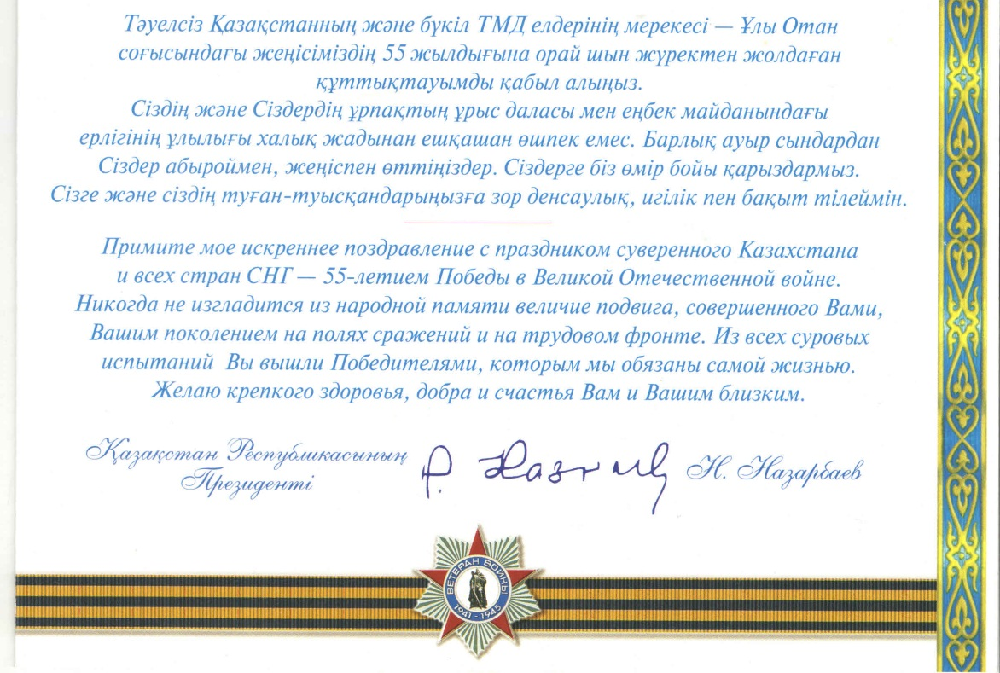 Тәуелсіз Қазақстанның және бүкіл ТМД елдерінің мерекесі — Ұлы Отан
соғысындағы жеңісіміздің 55 жылдығына орай шын жүректен жолдаған
құттықтауымды қабыл алыңыз.
Сіздің және Сіздердің ұрпақтың ұрыс даласы мен еңбек майданындағы
ерлігінің ұлылығы халық жадынан ешқашан өшпек емес. Барлық ауыр сындардан
Сіздер абыроймен, жеңіспен өттіңіздер. Сіздерге біз өмір бойы қарыздармыз.
Сізге және сіздің туған-туысқандарыңызға зор денсаулық, игілік пен бақыт тілеймін.
Примите мое искреннее поздравление с праздником суверенного Казахстана
и всех стран СНГ — 55-летием Победы в Великой Отечественной войне.
Никогда не изгладится из народной памяти величие подвига, совершенного Вами,
Вашим поколением на полях сражений и на трудовом фронте. Из всех суровых
испытаний Вы вышли Победителями, которым мы обязаны самой жизнью.
Желаю крепкого здоровья, добра и счастья Вам и Вашим близким.
Қазақстан Республикасының
Президенті
Н. Назарбаев
ВЕТЕРАН ВОЙНЫ
1941-1945